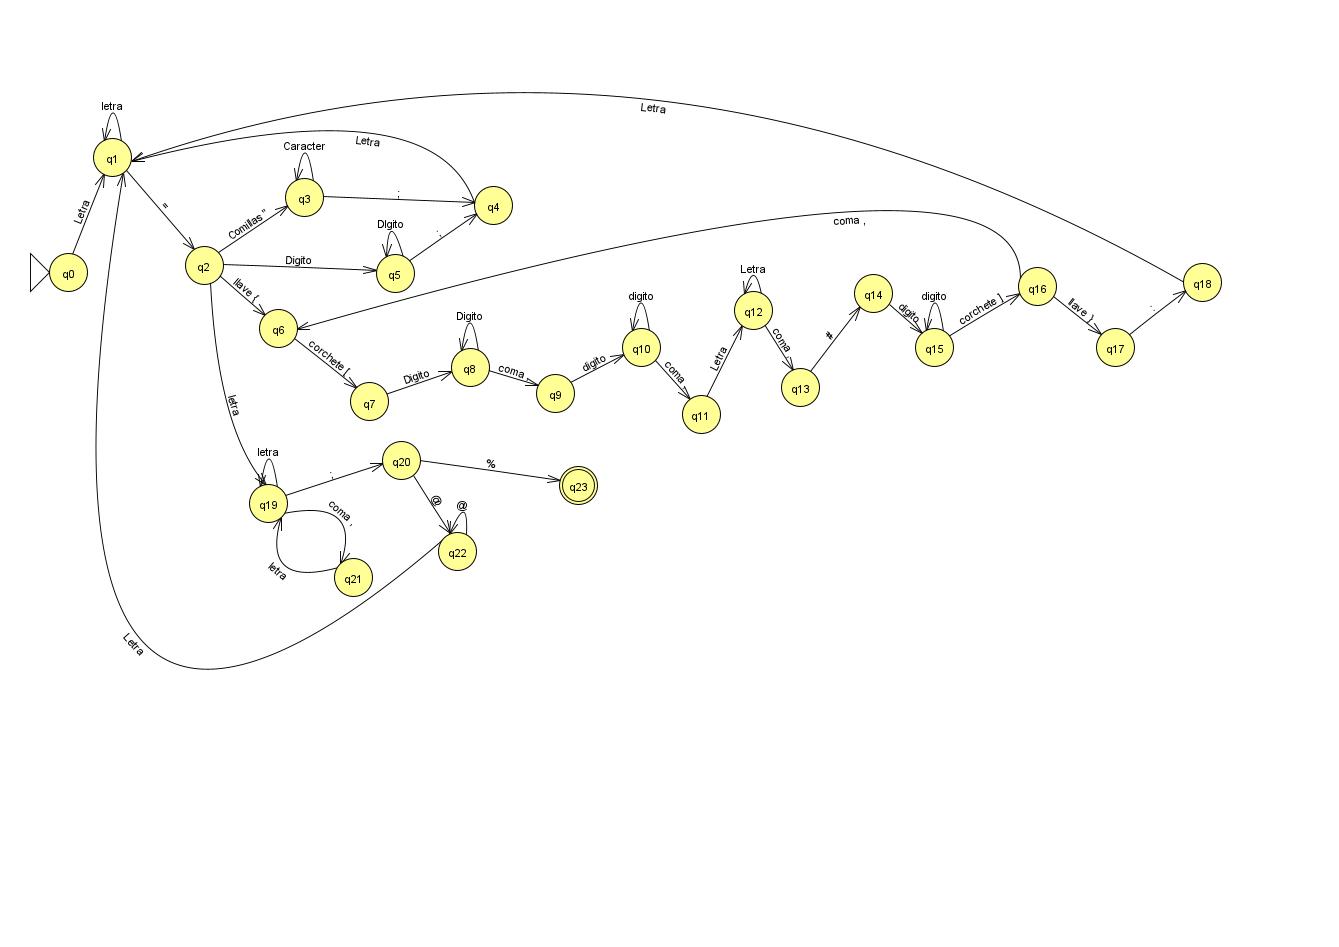 Letra
letra
Letra
Caracter
q1
Comillas "
q3
;
q4
Letra
=
DIgito
coma ,
q0
q2
Digito
q5
;
llave {
q6
Letra
q12
q14
q16
q18
digito
digito
digito
corchete ]
llave }
;
corchete [
Digito
q10
coma
#
q15
q17
Digito
q8
coma ,
digito
coma ,
Letra
q13
q7
q9
q11
letra
letra
q20
%
q19
;
@
q23
coma ,
@
q22
letra
q21
Letra